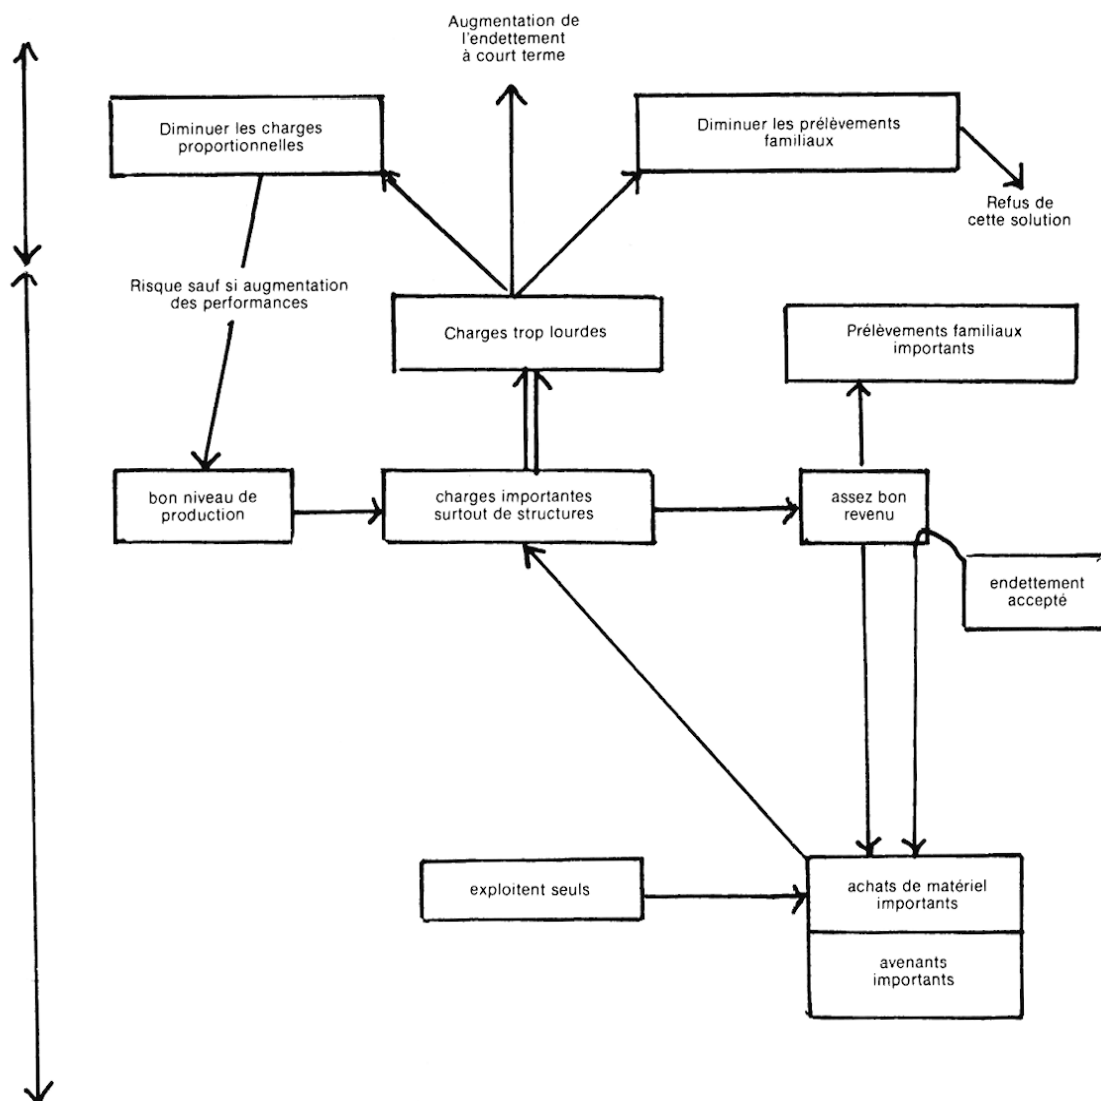 Augmentation de
l'endettement
à court terme
Diminuer les charges
proportionnelles
Diminuer les prélèvements
familiaux
Refus de
cette solution
Risque sauf si augmentation
des performances
Charges trop lourdes
Prélèvements familiaux
importants
bon niveau de
production
charges importantes
surtout de structures
assez bon
revenu
endettement
accepté
exploitent seuls
achats de matériel
importants
avenants
importants